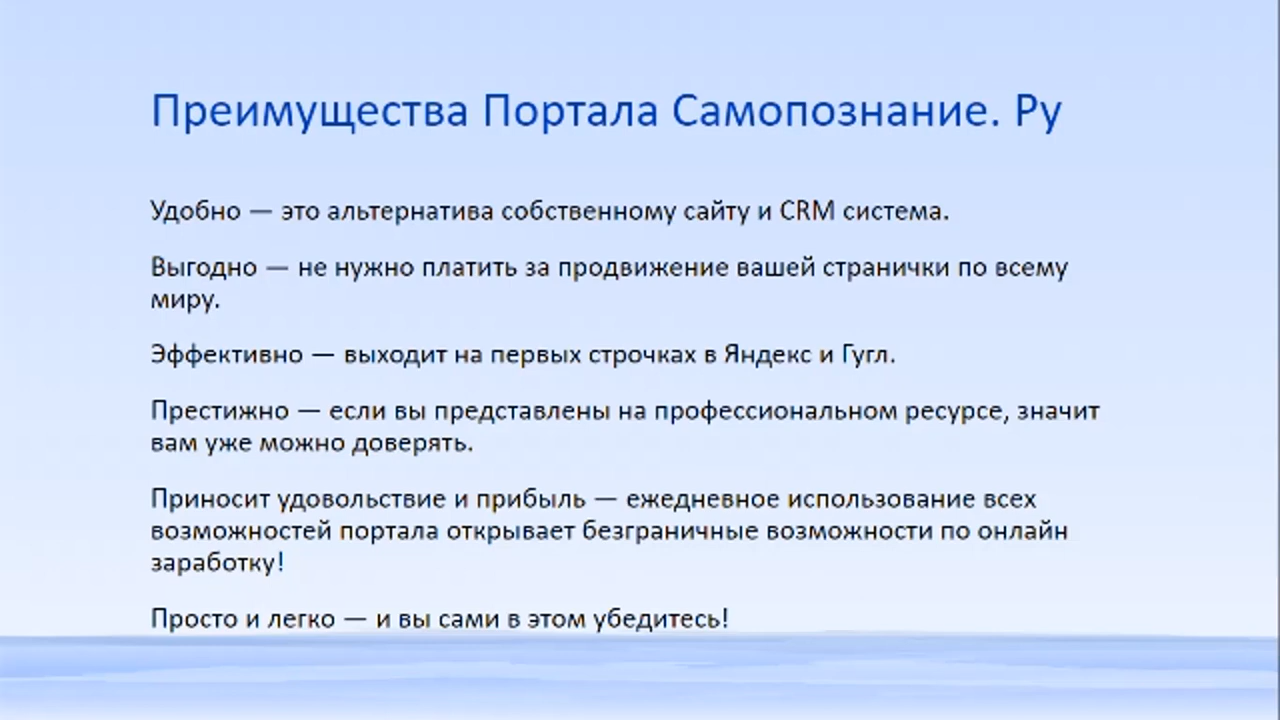 Преимущества Портала Самопознание. Ру
Удобно — это альтернатива собственному сайту и CRM система.
Выгодно — не нужно платить за продвижение вашей странички по всему
миру.
Эффективно — выходит на первых строчках в Яндекс и Гугл.
Престижно — если вы представлены на профессиональном ресурсе, значит
вам уже можно доверять.
Приносит удовольствие и прибыль — ежедневное использование всех
возможностей портала открывает безграничные возможности по онлайн
заработку!
Просто и легко — и вы сами в этом убедитесь!